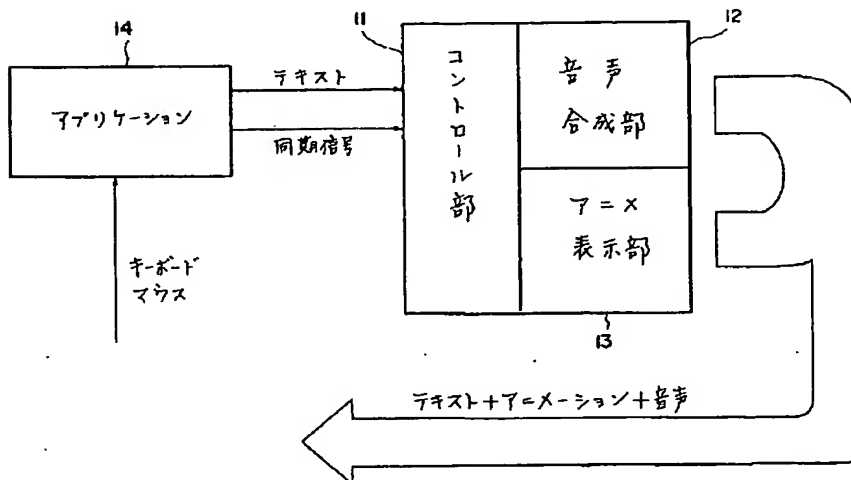 14
アプリケーション
テキスト
同期信号
キーボード
マウス
11
コントロール部
12
音声
合成部
アニメ
表示部
13
テキスト+アニメーション+音声